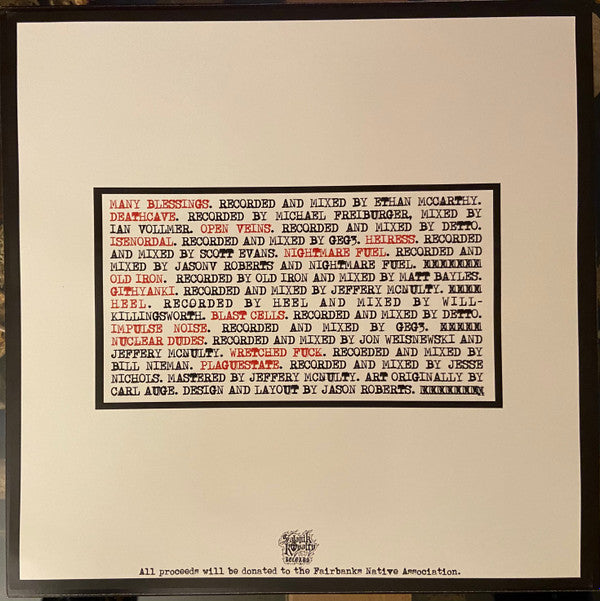 MANY BLESSINGS. RECORDED AND MIXED BY ETHAN MCCARTHY.
DEATHCAVE. RECORDED BY MICHAEL FREIBURGER, MIXED BY
IAN VOLLMER. OPEN VEINS. RECORDED AND MIXED BY DETTO.
ISENORDAL. RECORDED AND MIXED BY GEG3. HEIRESS. RECORDED
AND MIXED BY SCOTT EVANS. NIGHTMARE FUEL. RECORDED AND
MIXED BY JASONV ROBERTS AND NIGHTMARE FUEL.
OLD IRON. RECORDED BY OLD IRON AND MIXED BY MATT BAYLES.
GITHYANKI. RECORDED AND MIXED BY JEFFERY MCNULTY.
HEEL. RECORDED BY HEEL AND MIXED BY WILL-
KILLINGSWORTH. BLAST CELLS. RECORDED AND MIXED BY DETTO.
IMPULSE NOISE. RECORDED AND MIXED BY GEG3.
NUCLEAR DUDES. RECORDED AND MIXED BY JON WEISNEWSKI AND
JEFFERY MCNULTY. WRETCHED FUCK. RECOEDED AND MIXED BY
BILL NIEMAN. PLAGUESTATE. RECORDED AND MIXED BY JESSE
NICHOLS. MASTERED BY JEFFERY MCNULTY. ART ORIGINALLY BY
CARL AUGE. DESIGN AND LAYOUT BY JASON ROBERTS.
RECORDS
All proceeds will be donated to the Fairbanks Native Association.